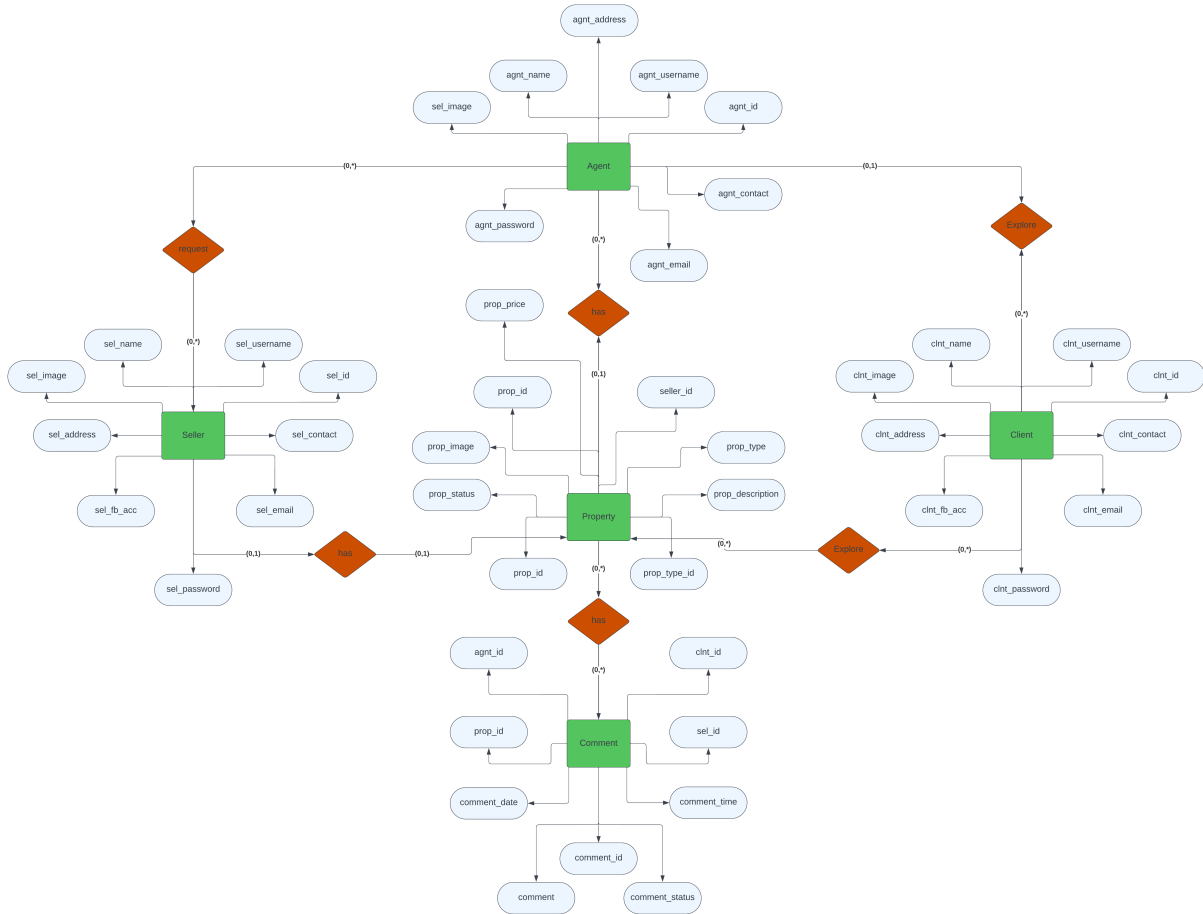 agnt_address
agnt_name
agnt_username
sel_image
agnt_id
Agent
(0,*)
(0,1)
agnt_contact
agnt_password
Explore
request
(0,*)
agnt_email
prop_price
has
(0,*)
(0,*)
sel_name
sel_username
clnt_name
clnt_username
sel_image
sel_id
(0,1)
clnt_image
clnt_id
prop_id
seller_id
sel_address
Seller
sel_contact
clnt_address
Client
clnt_contact
prop_image
prop_type
prop_status
prop_description
sel_fb_acc
sel_email
Property
clnt_fb_acc
clnt_email
(0,1)
has
(0,1)
(0,*)
Explore
(0,*)
(0,*)
prop_id
prop_type_id
sel_password
clnt_password
has
agnt_id
clnt_id
(0,*)
prop_id
sel_id
Comment
comment_date
comment_time
comment_id
comment
comment_status